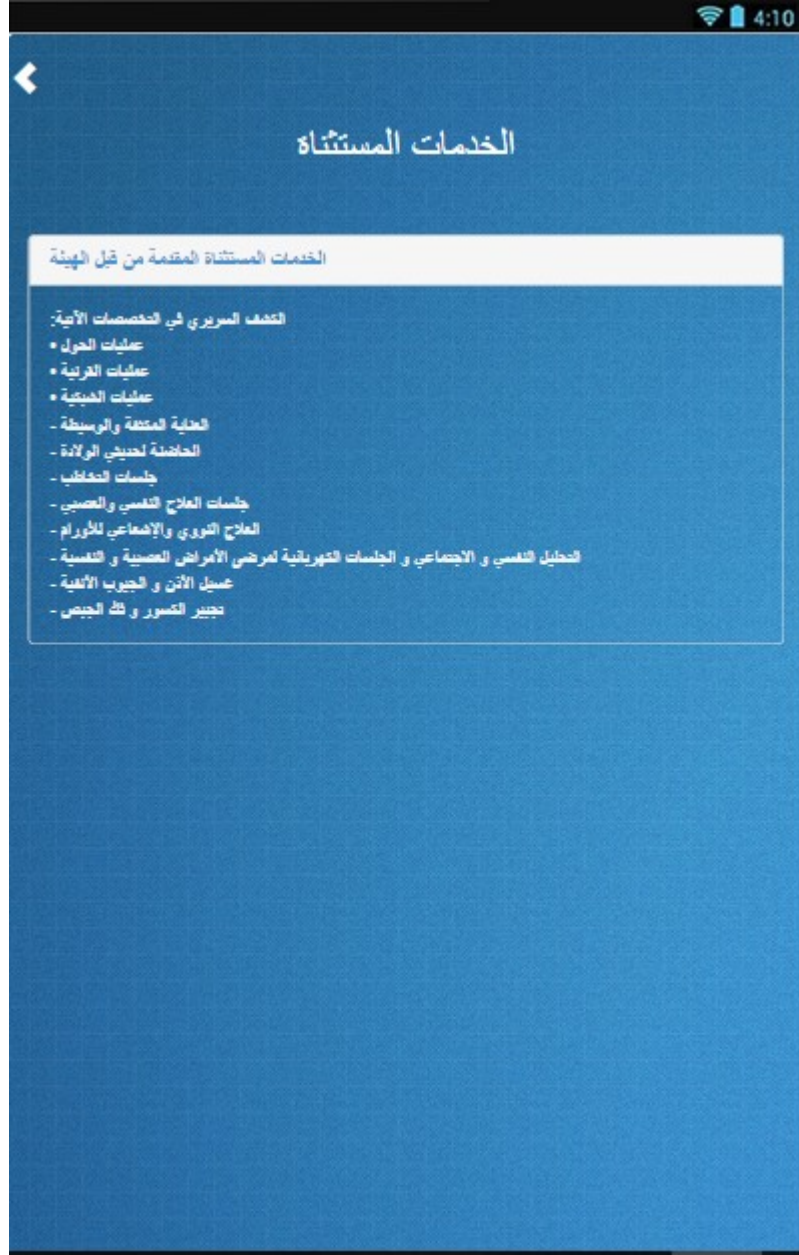 4:10
الخدمات المستثناة
الخدمات المستثناة المقدمة من قبل الهيئة
الكشف السريري في التخصصات الآتية:
عمليات الحول •
عمليات القرنية •
عمليات الشبكية •
العناية المكثفة والوسيطة -
الحاضنة لحديثي الولادة -
جلسات التخاطب -
جلسات العلاج النفسي والعصبي -
العلاج النووي والإشعاعي للأورام -
التحليل النفسي و الاجتماعي و الجلسات الكهربائية لمرضى الأمراض العصبية و النفسية -
غسيل الأذن و الجيوب الأنفية -
تجبير الكسور و فك الجبص -